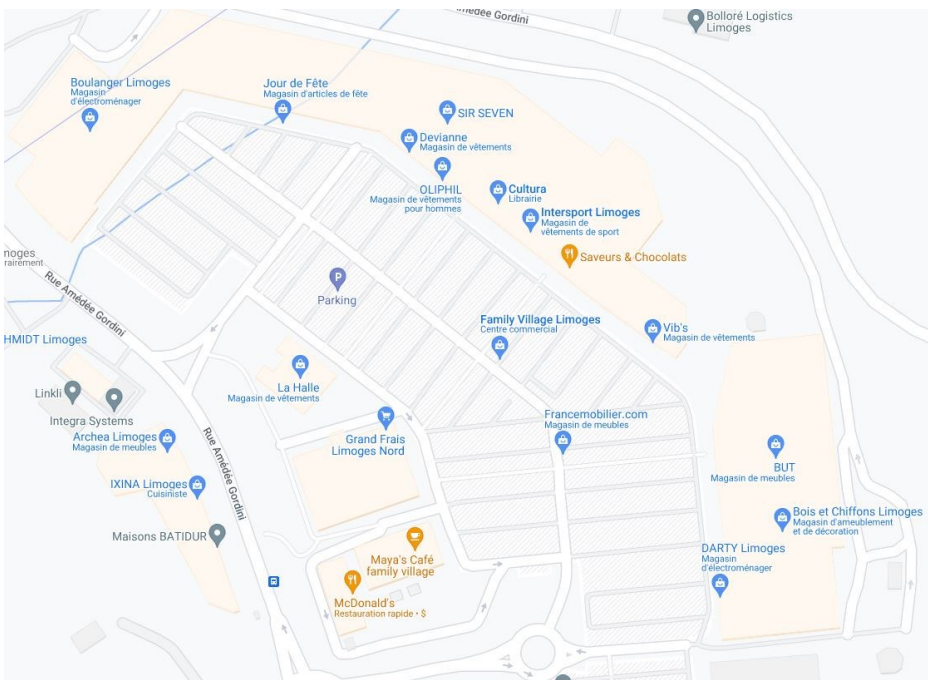 Amédée Gordini
Bolloré Logistics
Limoges
Boulanger Limoges
Magasin
d'électroménager
Jour de Fête
Magasin d'articles de fête
SIR SEVEN
Devianne
Magasin de vêtements
OLIPHIL
Magasin de vêtements
pour hommes
Cultura
Librairie
Intersport Limoges
Magasin de
vêtements de sport
Saveurs & Chocolats
moges
rairement
Rue Amédée Gordini
P
Parking
Family Village Limoges
Centre commercial
Vib's
Magasin de vêtements
HMIDT Limoges
La Halle
Magasin de vêtements
Linkli
Integra Systems
Archea Limoges
Magasin de meubles
Grand Frais
Limoges Nord
Francemobilier.com
Magasin de meubles
Rue Amédée Gordini
BUT
Magasin de meubles
IXINA Limoges
Cuisiniste
Bois et Chiffons Limoges
Magasin d'ameublement
et de décoration
Maisons BATIDUR
DARTY Limoges
Magasin
d'électroménager
Maya's Café
family village
McDonald's
Restauration rapide • $